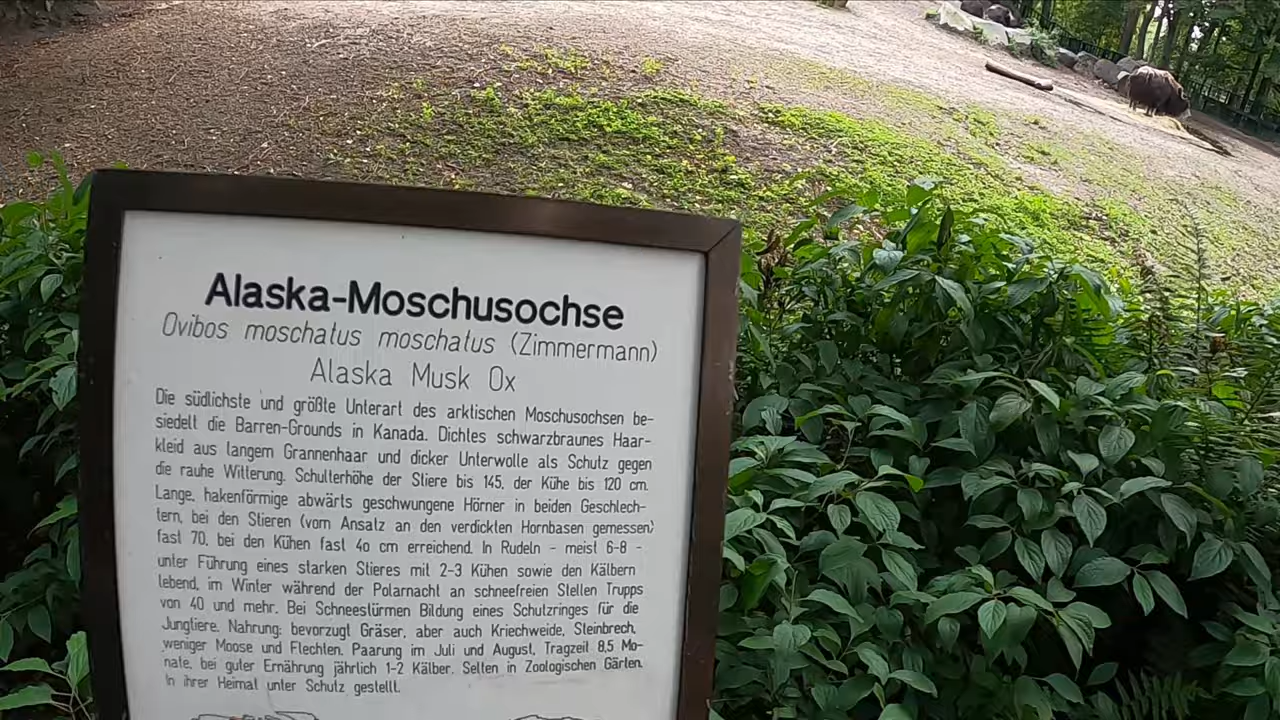 Alaska-Moschusochse
Ovibos moschatus moschatus (Zimmermann)
Alaska Musk Ox
Die südlichste und größte Unterart des arktischen Moschusochsen be-
siedelt die Barren-Grounds in Kanada. Dichtes schwarzbraunes Haar-
kleid aus langem Grannenhaar und dicker Unterwolle als Schutz gegen
die rauhe Witterung. Schulterhöhe der Stiere bis 145, der Kühe bis 120 cm.
Lange, hakenförmige abwärts geschwungene Hörner in beiden Geschlech-
tern, bei den Stieren (vom Ansatz an den verdickten Hornbasen gemessen)
fast 70, bei den Kühen fast 40 cm erreichend. In Rudeln - meist 6-8 -
unter Führung eines starken Stieres mit 2-3 Kühen sowie den Kälbern
lebend, im Winter während der Polarnacht an schneefreien Stellen Trupps
von 40 und mehr. Bei Schneestürmen Bildung eines Schutzringes für die
Jungtiere. Nahrung: bevorzugt Gräser, aber auch Kriechweide, Steinbrech,
weniger Moose und Flechten. Paarung im Juli und August, Tragzeit 8,5 Mo-
nate, bei guter Ernährung jährlich 1-2 Kälber. Selten in Zoologischen Gärten.
In ihrer Heimat unter Schutz gestellt.